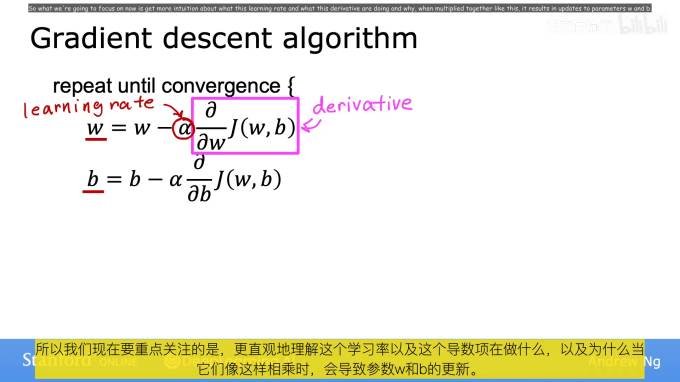 So what we're going to focus on now is get more intuition about what this learning rate and what this derivative are doing and why, when multiplied together like this, it results in updates to parameters w and b.
bilibili
Gradient descent algorithm
repeat until convergence {
learning rate
derivative
w = w − α ∂/∂w J(w, b)
b = b − α ∂/∂b J(w, b)
Stanford ONLINE
Andrew Ng
所以我们现在要重点关注的是，更直观地理解这个学习率以及这个导数项在做什么，以及为什么当
它们像这样相乘时，会导致参数w和b的更新。